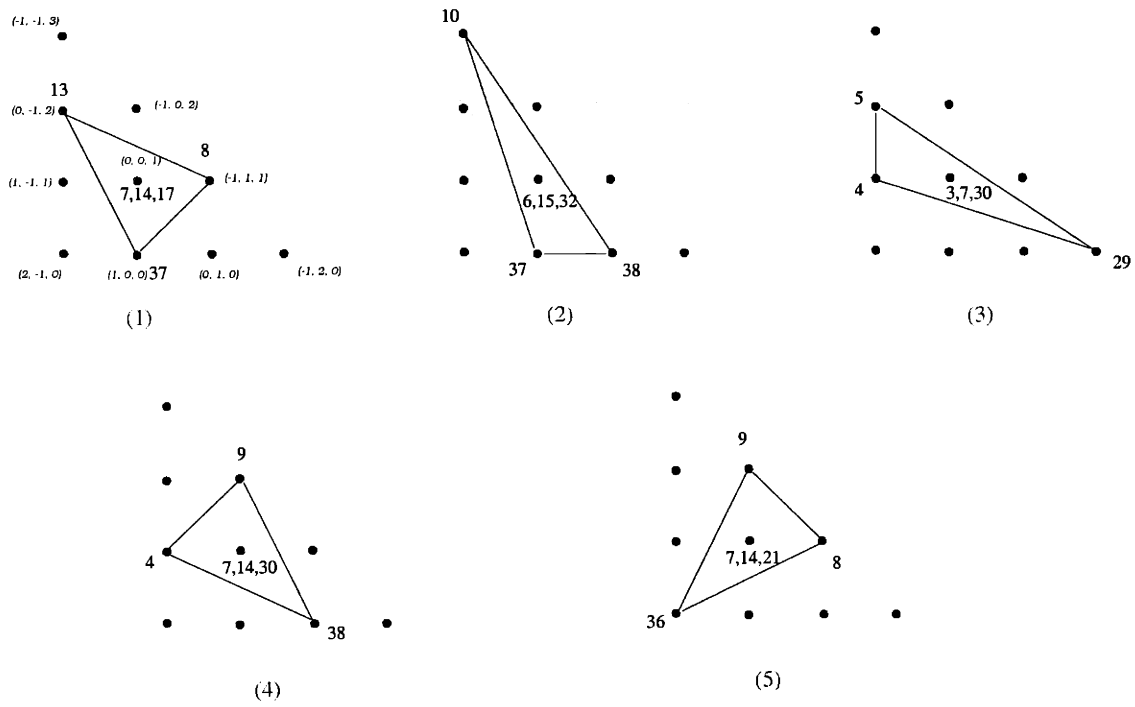 (-1, -1, 3)
13
(0, -1, 2)
(-1, 0, 2)
8
(0, 0, 1)
(1, -1, 1)
(-1, 1, 1)
7,14,17
(2, -1, 0)
(1, 0, 0)
37
(0, 1, 0)
(-1, 2, 0)
(1)
10
6,15,32
37
38
(2)
5
4
3,7,30
29
(3)
9
4
7,14,30
38
(4)
9
7,14,21
8
36
(5)